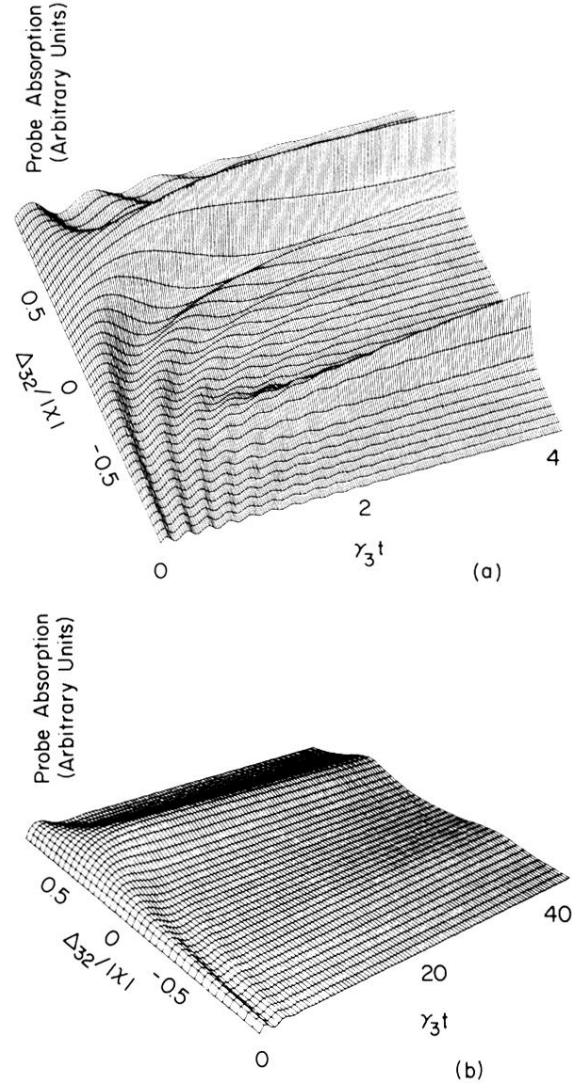 Probe Absorption
(Arbitrary Units)
0.5
0
-0.5
Δ32/|X|
0
2
4
γ3t
(a)
Probe Absorption
(Arbitrary Units)
0.5
0
-0.5
Δ32/|X|
0
20
40
γ3t
(b)